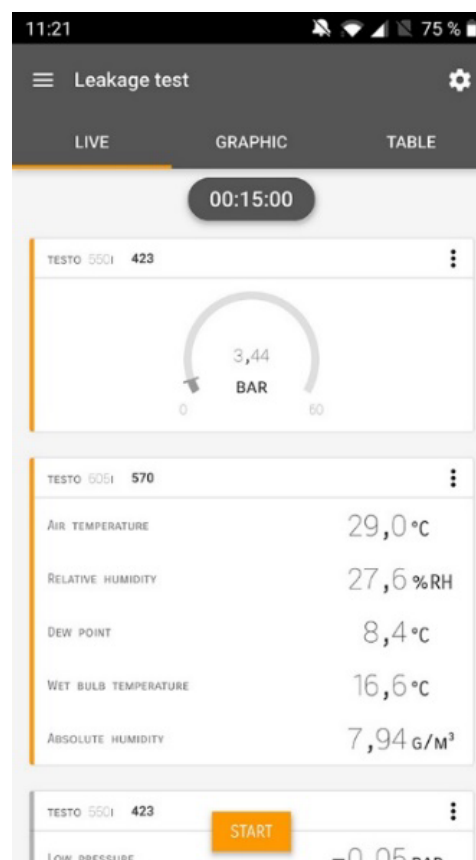 11:21 75 %
Leakage test
LIVE GRAPHIC TABLE
00:15:00
TESTO 550I 423
3,44
BAR
0 60
TESTO 605I 570
AIR TEMPERATURE 29,0 °C
RELATIVE HUMIDITY 27,6 %RH
DEW POINT 8,4 °C
WET BULB TEMPERATURE 16,6 °C
ABSOLUTE HUMIDITY 7,94 G/M³
TESTO 550I 423
START
LOW PRESSURE -0,05 BAR